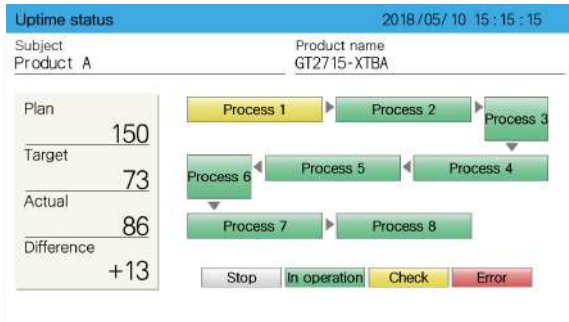 Uptime status 2018/05/10 15:15:15
Subject Product name
Product A GT2715-XTBA
Plan
150
Target
73
Actual
86
Difference
+13
Process 1 Process 2 Process 3
Process 6 Process 5 Process 4
Process 7 Process 8
Stop In operation Check Error